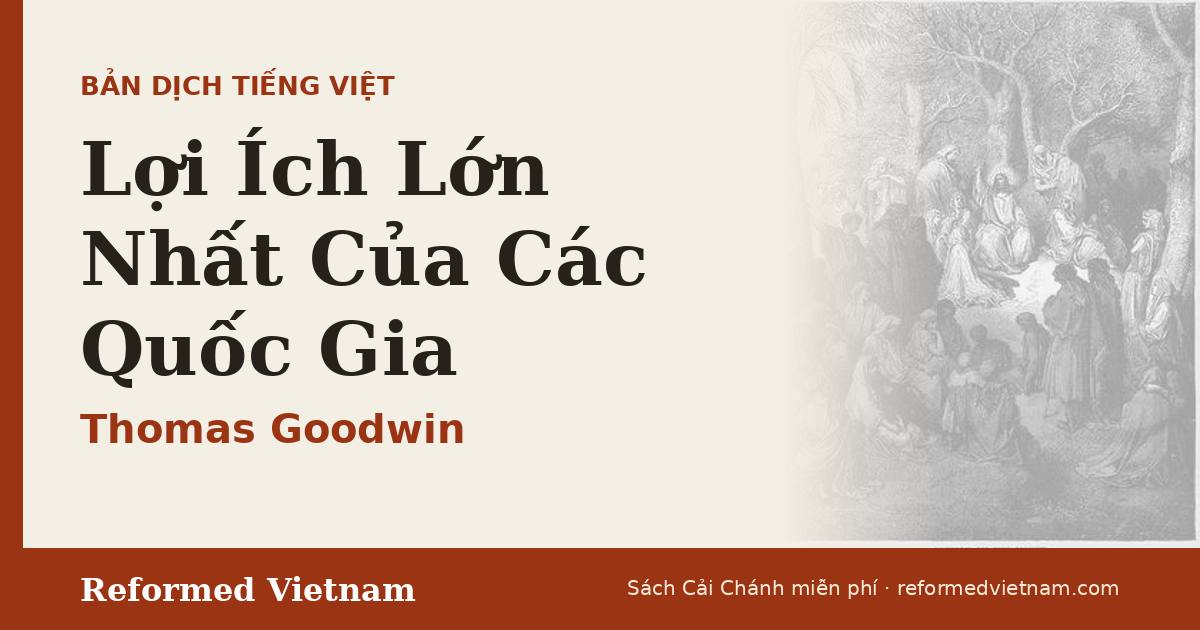 BẢN DỊCH TIẾNG VIỆT
Lợi Ích Lớn
Nhất Của Các
Quốc Gia
Thomas Goodwin
Reformed Vietnam
Sách Cải Chánh miễn phí · reformedvietnam.com